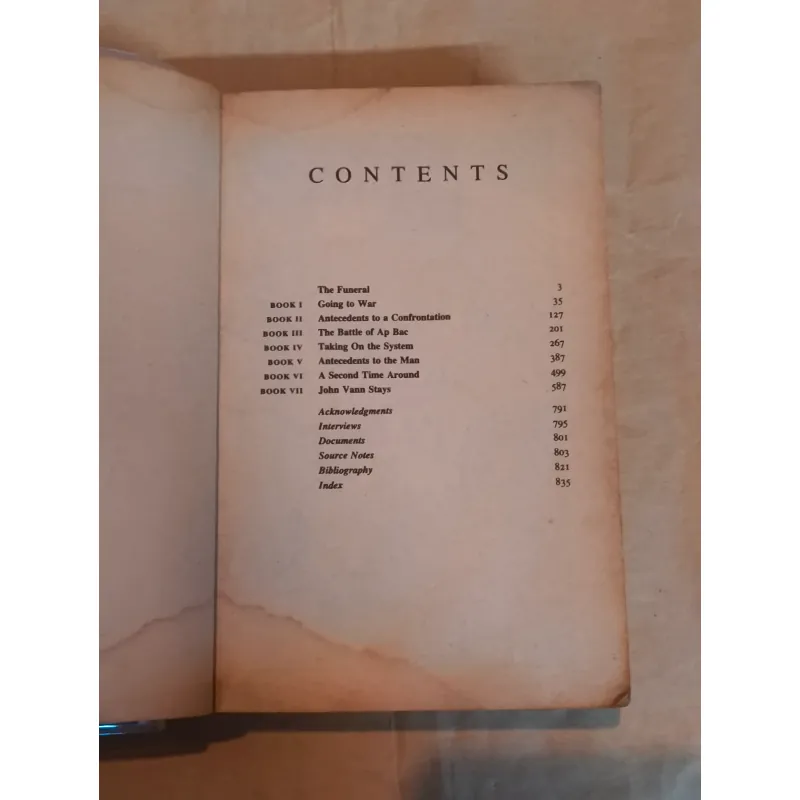 CONTENTS
The Funeral 3
BOOK I Going to War 35
BOOK II Antecedents to a Confrontation 127
BOOK III The Battle of Ap Bac 201
BOOK IV Taking On the System 267
BOOK V Antecedents to the Man 387
BOOK VI A Second Time Around 499
BOOK VII John Vann Stays 587
Acknowledgments 791
Interviews 795
Documents 801
Source Notes 803
Bibliography 821
Index 835